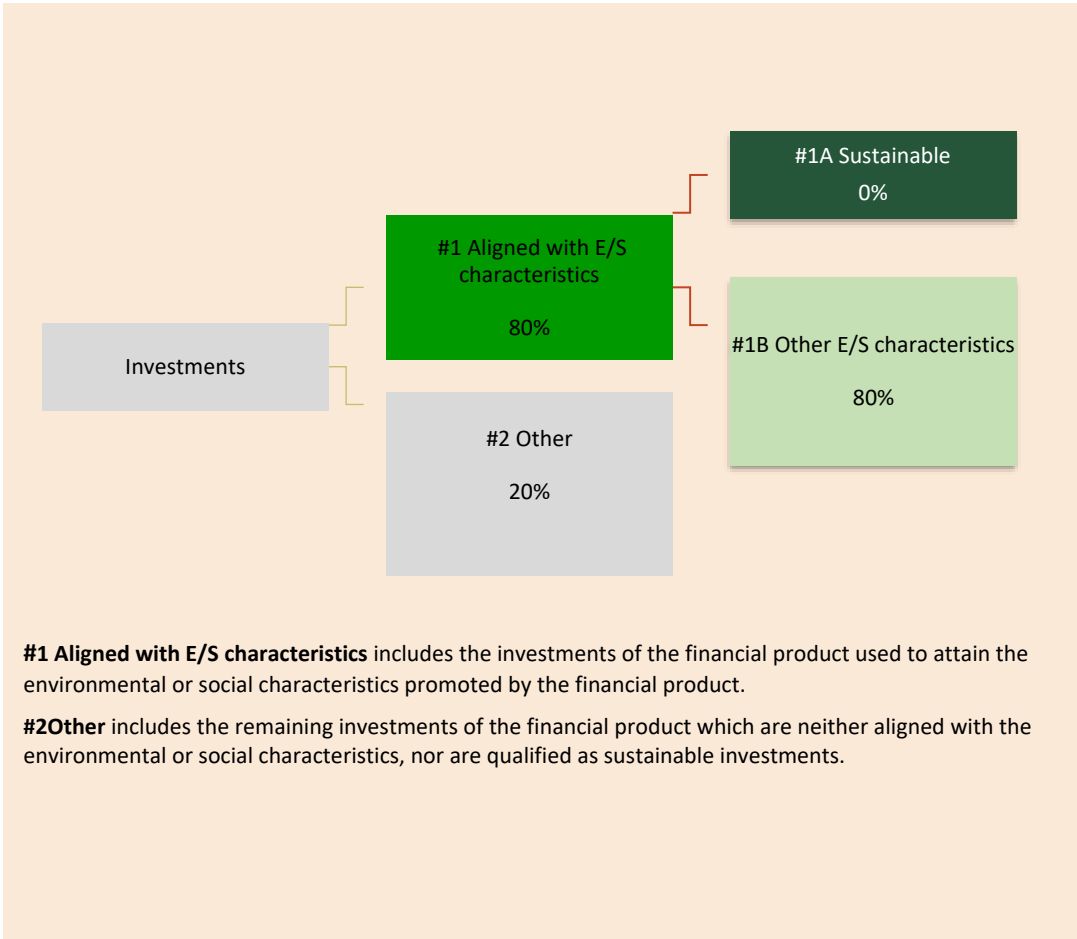 #1A Sustainable
0%
#1 Aligned with E/S
characteristics
80%
Investments
#1B Other E/S characteristics
80%
#2 Other
20%
#1 Aligned with E/S characteristics includes the investments of the financial product used to attain the
environmental or social characteristics promoted by the financial product.
#2Other includes the remaining investments of the financial product which are neither aligned with the
environmental or social characteristics, nor are qualified as sustainable investments.